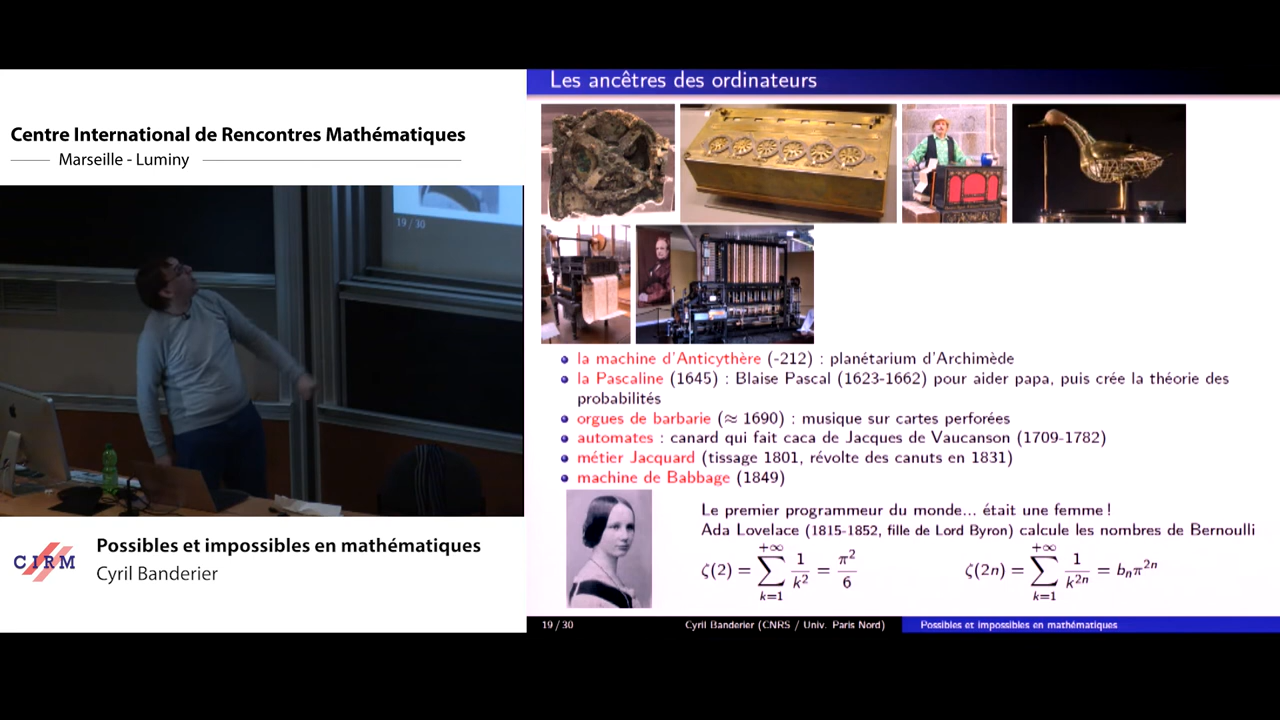 Centre International de Rencontres Mathématiques
Marseille - Luminy
19 / 30
CIRM
Possibles et impossibles en mathématiques
Cyril Banderier
Les ancêtres des ordinateurs
la machine d'Anticythère (-212) : planétarium d'Archimède
la Pascaline (1645) : Blaise Pascal (1623-1662) pour aider papa, puis crée la théorie des
probabilités
orgues de barbarie (≈ 1690) : musique sur cartes perforées
automates : canard qui fait caca de Jacques de Vaucanson (1709-1782)
métier Jacquard (tissage 1801, révolte des canuts en 1831)
machine de Babbage (1849)
Le premier programmeur du monde... était une femme !
Ada Lovelace (1815-1852, fille de Lord Byron) calcule les nombres de Bernoulli
ζ(2) = ∑_{k=1}^{+∞} 1/k² = π²/6
ζ(2n) = ∑_{k=1}^{+∞} 1/k^{2n} = b_n π^{2n}
19 / 30
Cyril Banderier (CNRS / Univ. Paris Nord)
Possibles et impossibles en mathématiques